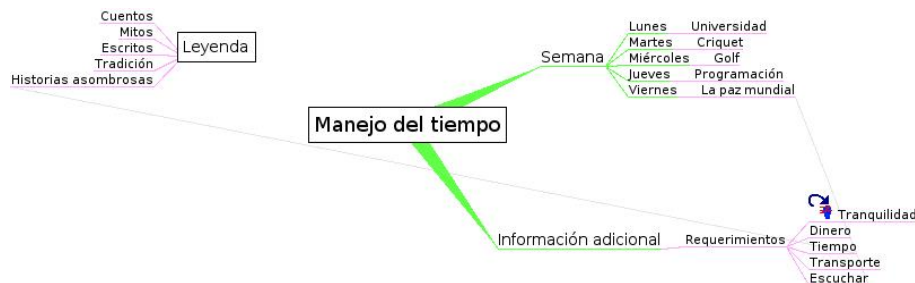 Cuentos
Mitos
Escritos
Tradición
Historias asombrosas
Leyenda
Manejo del tiempo
Semana
Lunes Universidad
Martes Criquet
Miércoles Golf
Jueves Programación
Viernes La paz mundial
Información adicional
Requerimientos
Tranquilidad
Dinero
Tiempo
Transporte
Escuchar